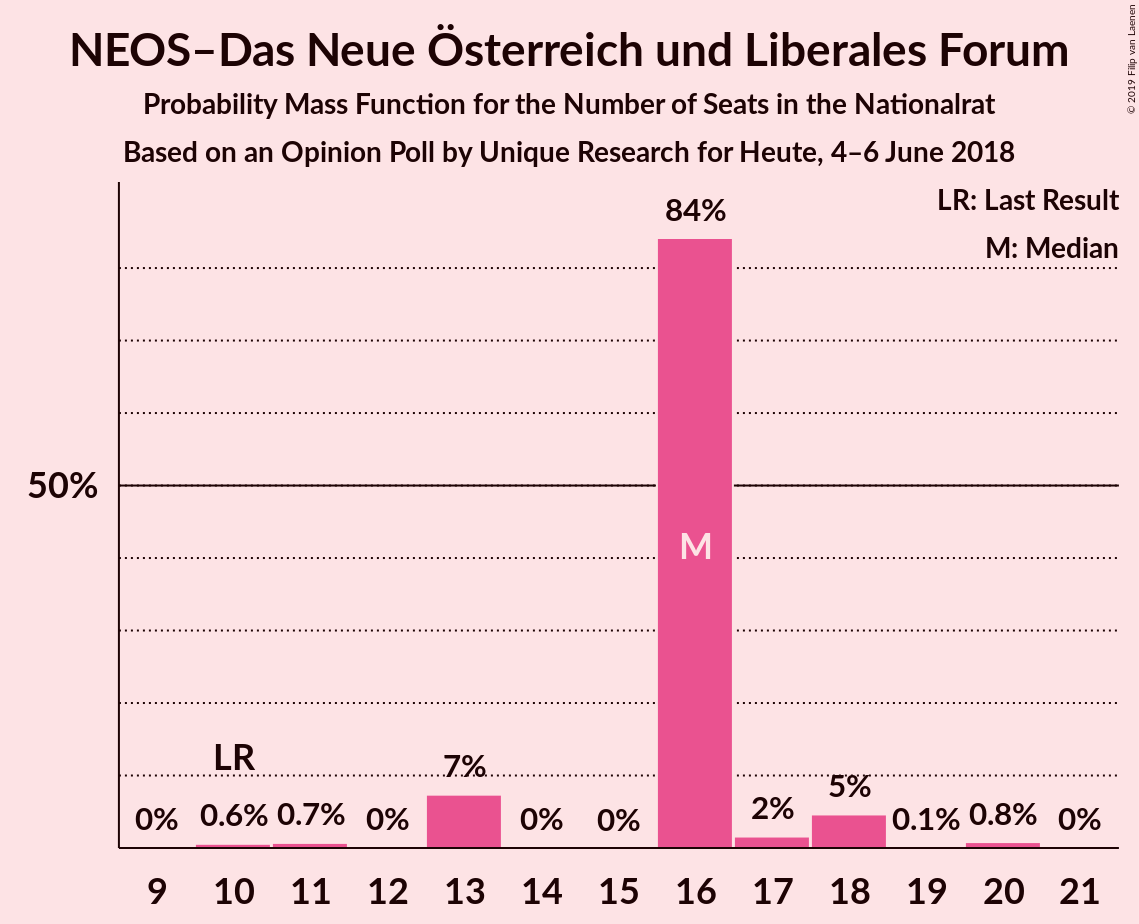 NEOS–Das Neue Österreich und Liberales Forum
Probability Mass Function for the Number of Seats in the Nationalrat
Based on an Opinion Poll by Unique Research for Heute, 4–6 June 2018
© 2019 Filip van Laenen
LR: Last Result
M: Median
84%
50%
M
LR
7%
5%
2%
0% 0.6% 0.7% 0% 0% 0% 0.1% 0.8% 0%
9 10 11 12 13 14 15 16 17 18 19 20 21